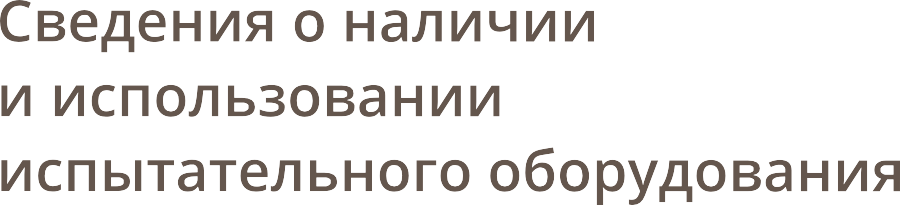 Сведения о наличии
и использовании
испытательного оборудования